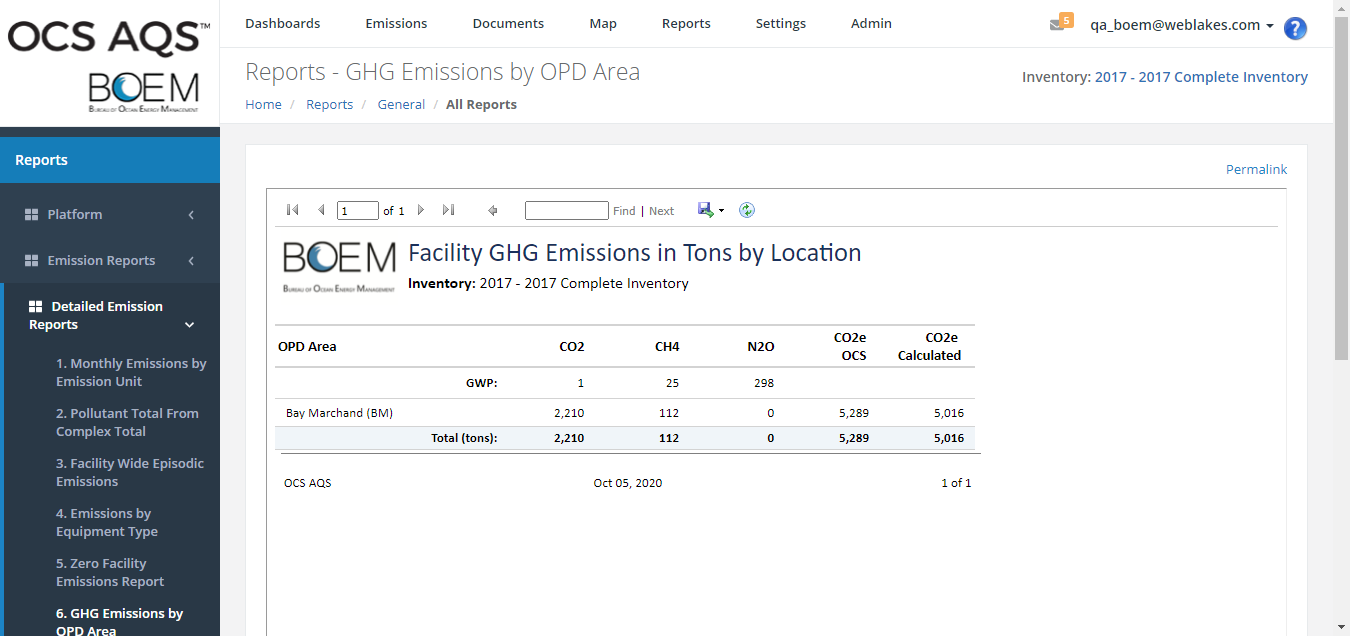 OCS AQS™
BOEM
BUREAU OF OCEAN ENERGY MANAGEMENT
Dashboards Emissions Documents Map Reports Settings Admin
5
qa_boem@weblakes.com
?
Reports - GHG Emissions by OPD Area
Home / Reports / General / All Reports
Inventory: 2017 - 2017 Complete Inventory
Reports
Platform
Emission Reports
Detailed Emission
Reports
1. Monthly Emissions by
Emission Unit
2. Pollutant Total From
Complex Total
3. Facility Wide Episodic
Emissions
4. Emissions by
Equipment Type
5. Zero Facility
Emissions Report
6. GHG Emissions by
OPD Area
Permalink
1 of 1 Find | Next
BOEM
BUREAU OF OCEAN ENERGY MANAGEMENT
Facility GHG Emissions in Tons by Location
Inventory: 2017 - 2017 Complete Inventory
OPD Area CO2 CH4 N2O CO2e OCS CO2e Calculated
GWP: 1 25 298
Bay Marchand (BM) 2,210 112 0 5,289 5,016
Total (tons): 2,210 112 0 5,289 5,016
OCS AQS Oct 05, 2020 1 of 1